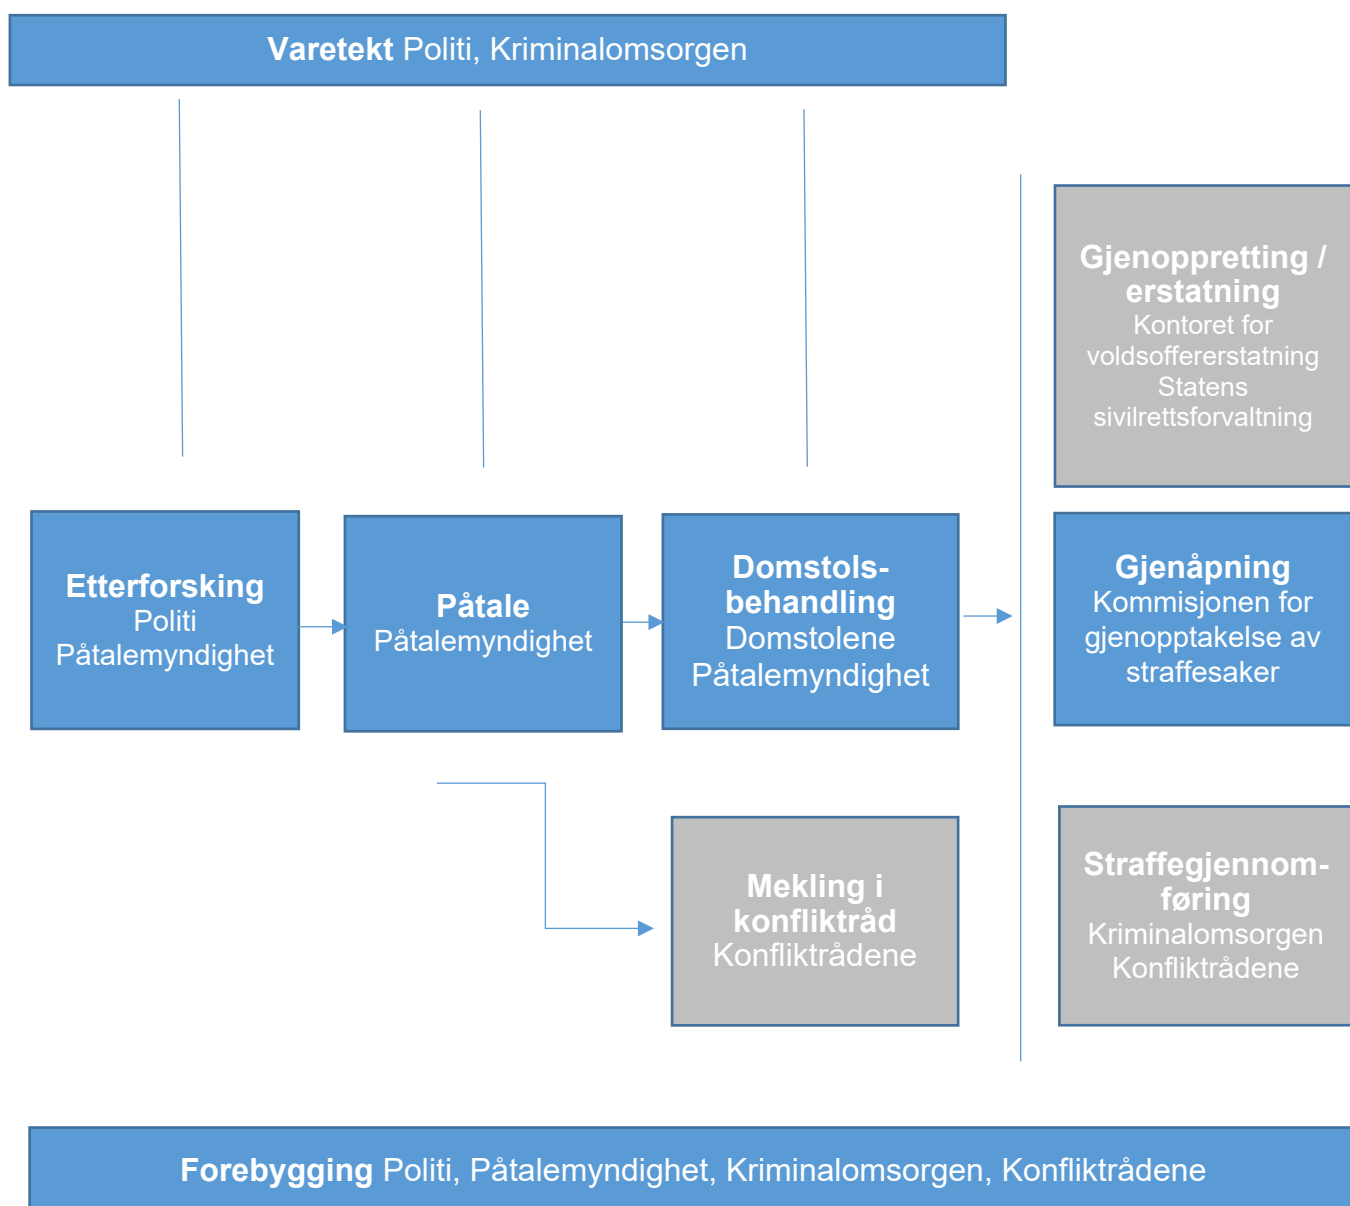 Varetekt Politi, Kriminalomsorgen
Gjenoppretting /
erstatning
Kontoret for
voldsoffererstatning
Statens
sivilrettsforvaltning
Etterforsking
Politi
Påtalemyndighet
Påtale
Påtalemyndighet
Domstols-
behandling
Domstolene
Påtalemyndighet
Gjenåpning
Kommisjonen for
gjenopptakelse av
straffesaker
Mekling i
konfliktråd
Konfliktrådene
Straffegjennom-
føring
Kriminalomsorgen
Konfliktrådene
Forebygging Politi, Påtalemyndighet, Kriminalomsorgen, Konfliktrådene